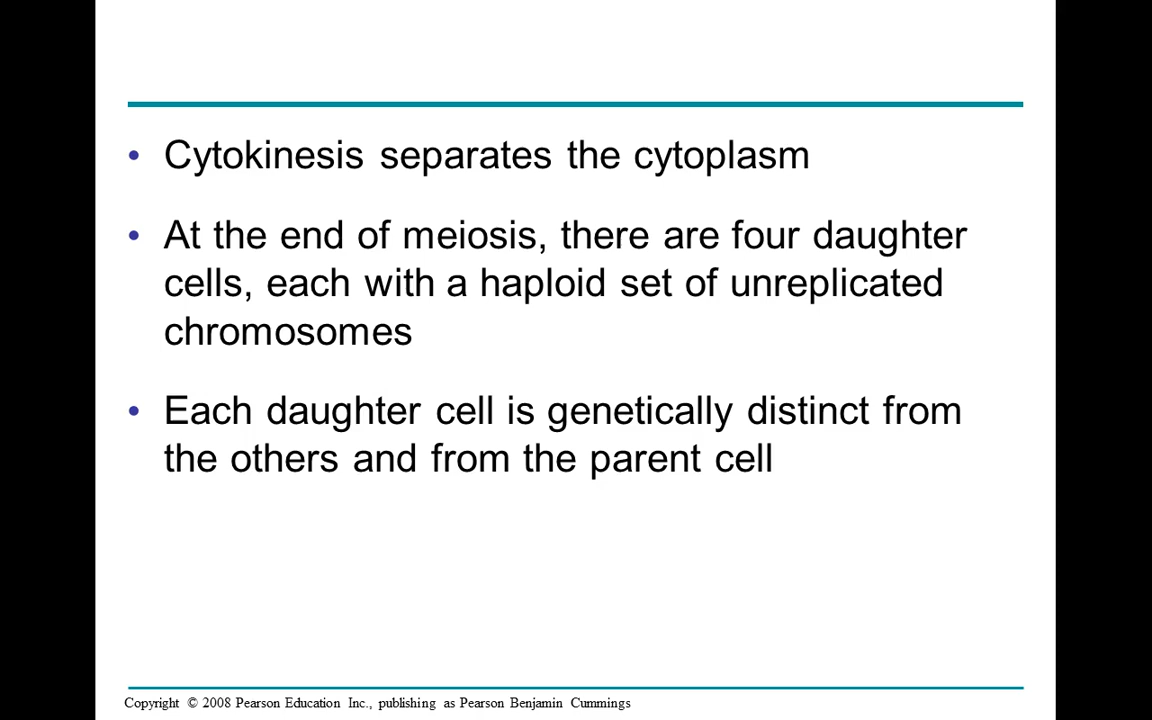 • Cytokinesis separates the cytoplasm
• At the end of meiosis, there are four daughter
cells, each with a haploid set of unreplicated
chromosomes
• Each daughter cell is genetically distinct from
the others and from the parent cell
Copyright © 2008 Pearson Education Inc., publishing as Pearson Benjamin Cummings